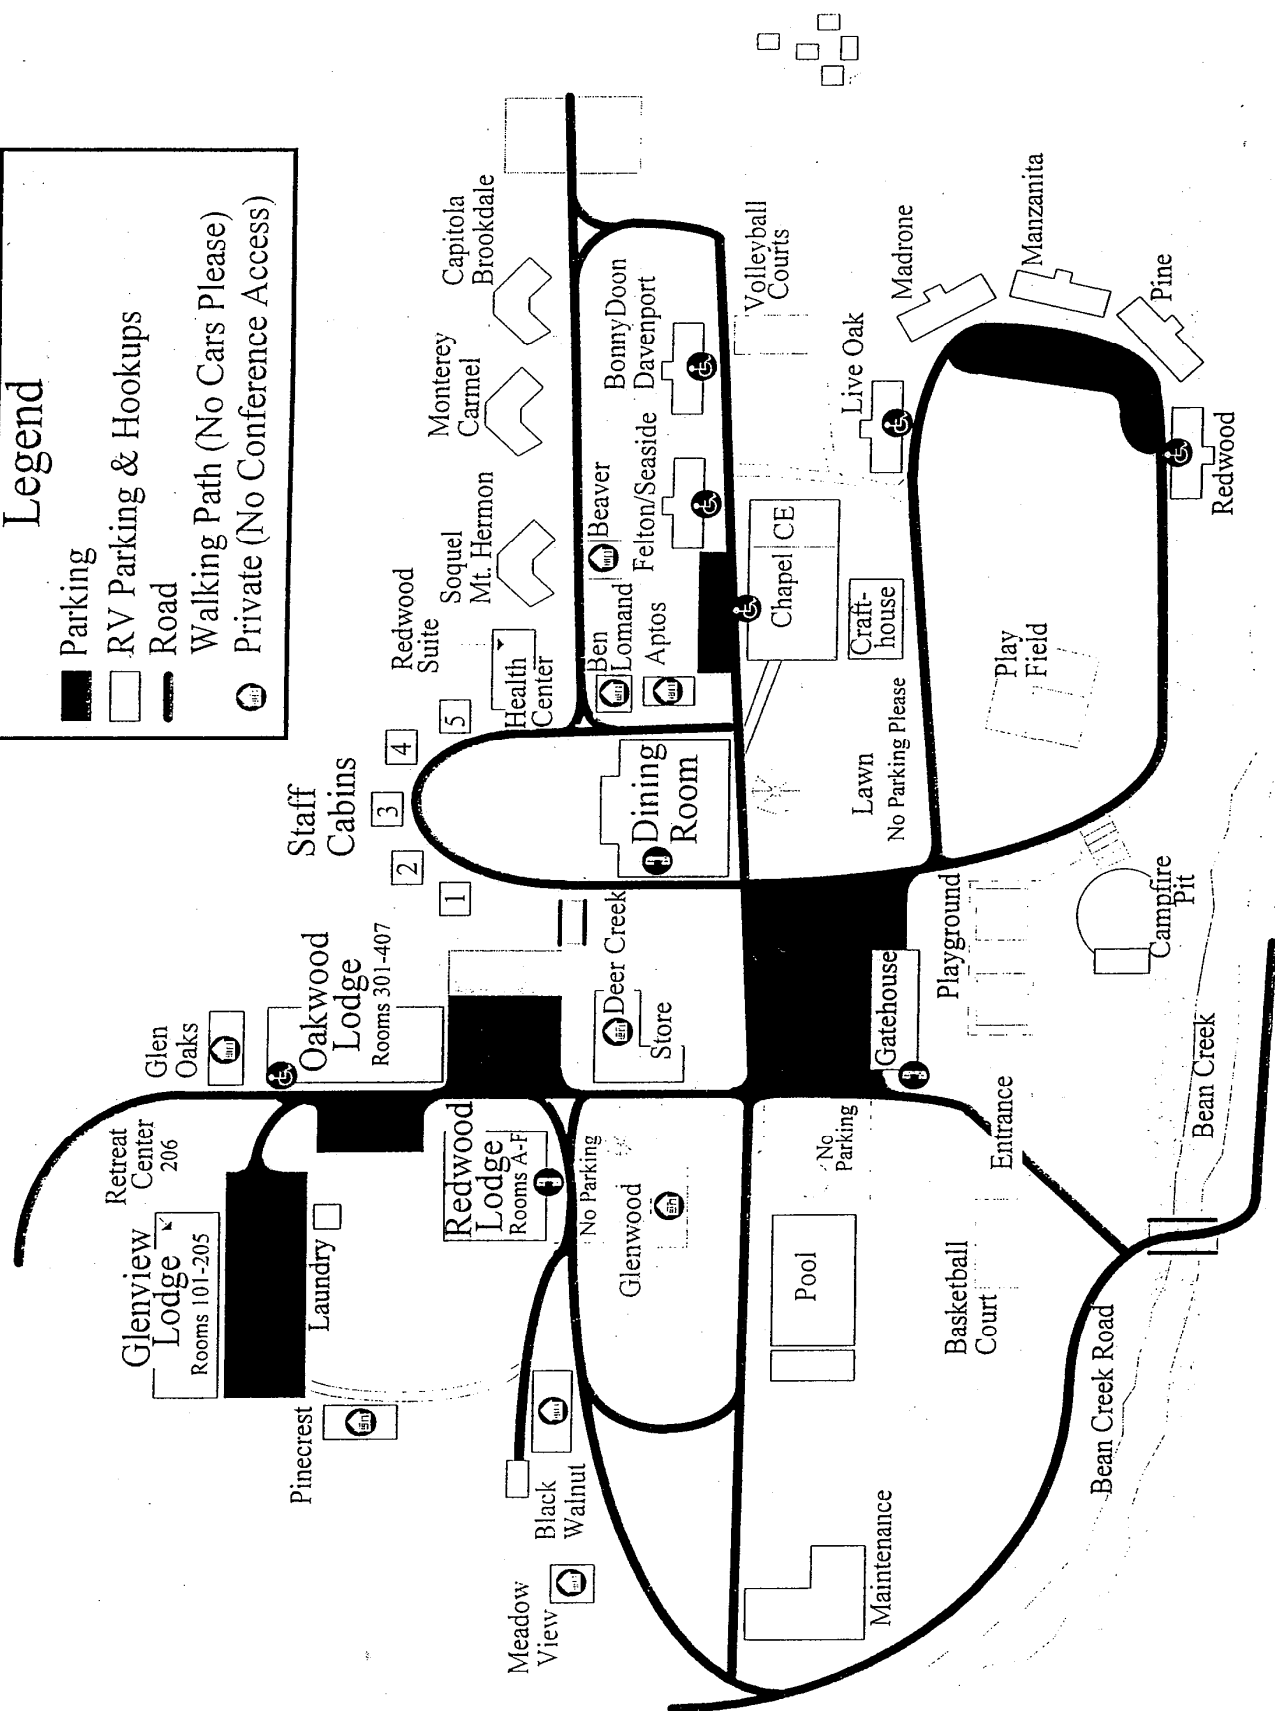 Legend
Parking
RV Parking & Hookups
Road
Walking Path (No Cars Please)
Private (No Conference Access)
Glenview
Lodge
Rooms 101-205
Retreat
Center
206
Glen
Oaks
Oakwood
Lodge
Rooms 301-407
Staff
Cabins
1
2
3
4
5
Redwood
Suite
Health
Center
Soquel
Mt. Hermon
Monterey
Carmel
Capitola
Brookdale
Pinecrest
Laundry
Redwood
Lodge
Rooms A-F
No Parking
Deer Creek
Store
Dining
Room
Ben
Lomand
Aptos
Beaver
Felton/Seaside
BonnyDoon
Davenport
Meadow
View
Black
Walnut
Glenwood
Volleyball
Courts
Chapel
CE
Craft-
house
Lawn
No Parking Please
Live Oak
Madrone
Manzanita
Pine
Redwood
Play
Field
Maintenance
Pool
No
Parking
Gatehouse
Playground
Basketball
Court
Entrance
Campfire
Pit
Bean Creek Road
Bean Creek